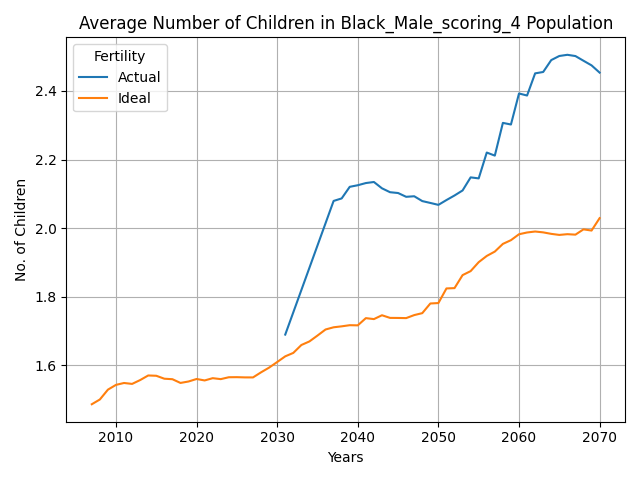 Average Number of Children in Black_Male_scoring_4 Population
Fertility
Actual
Ideal
No. of Children
2.4
2.2
2.0
1.8
1.6
2010 2020 2030 2040 2050 2060 2070
Years